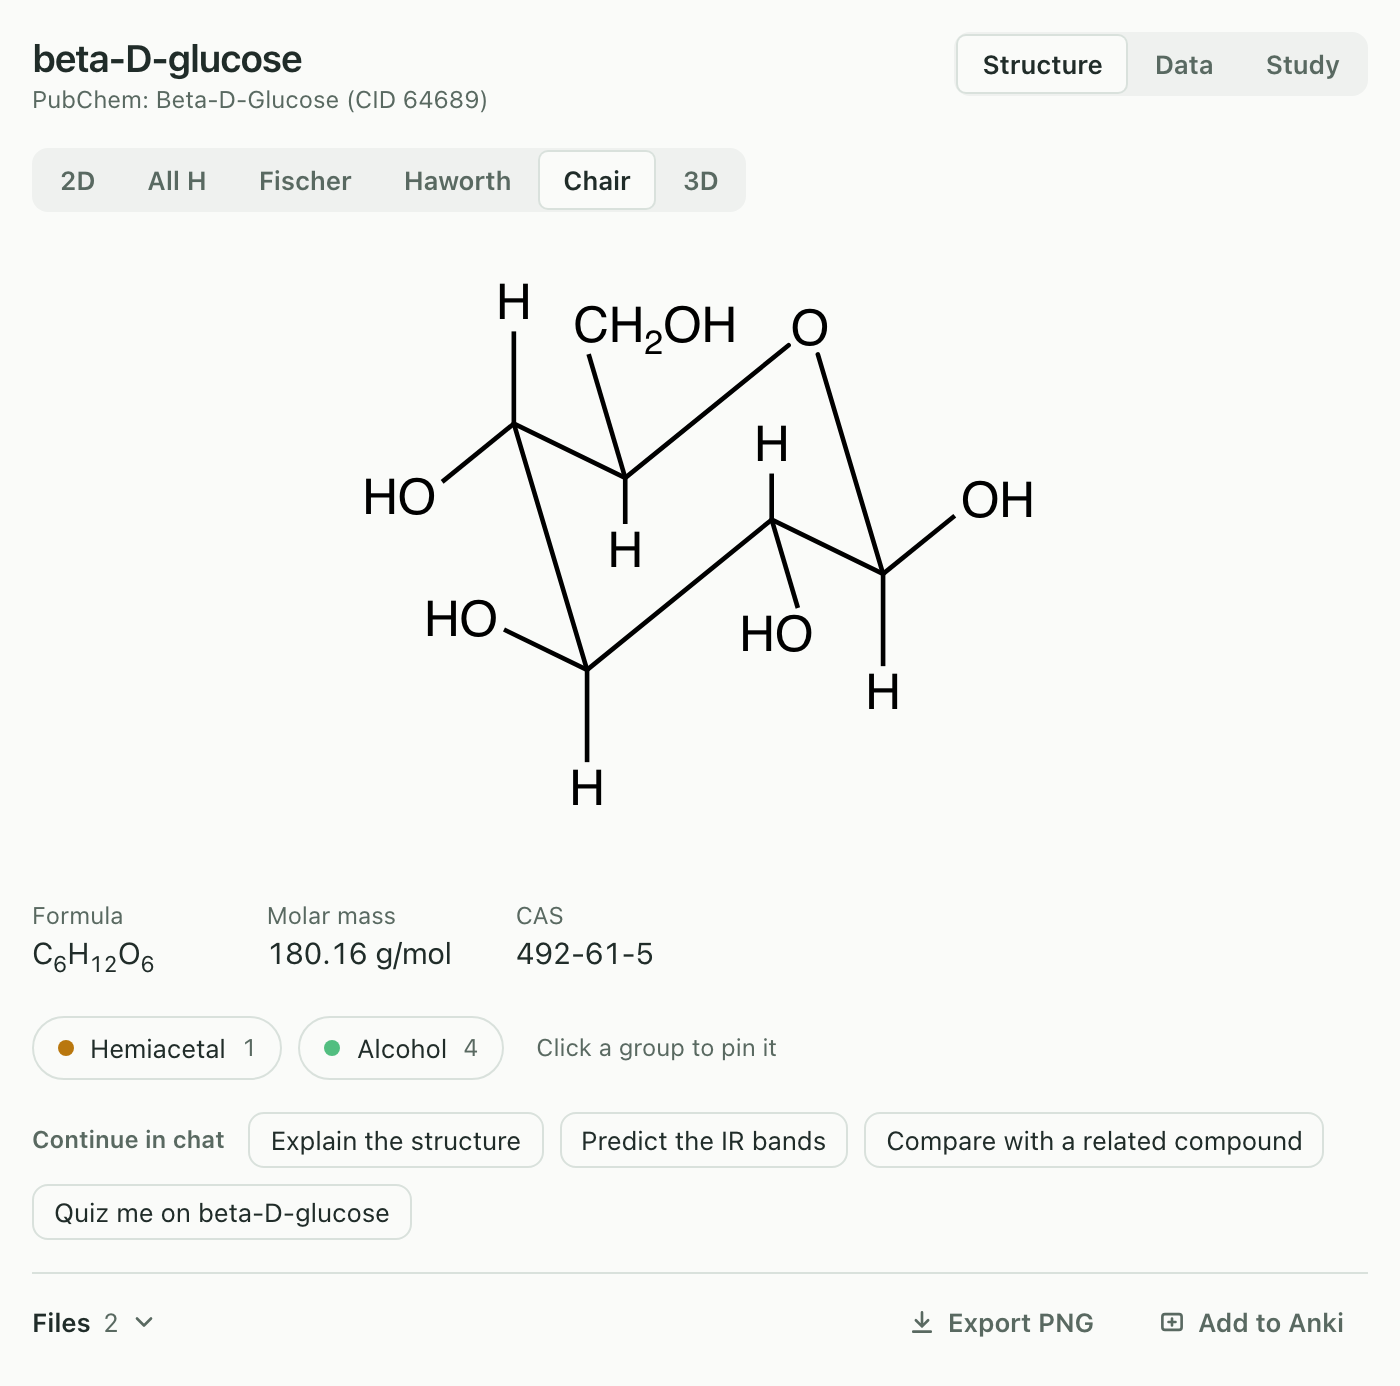 beta-D-glucose
PubChem: Beta-D-Glucose (CID 64689)
Structure Data Study
2D All H Fischer Haworth Chair 3D
H
CH₂OH
O
H
HO
OH
H
HO
HO
H
H
Formula Molar mass CAS
C₆H₁₂O₆ 180.16 g/mol 492-61-5
Hemiacetal 1 Alcohol 4 Click a group to pin it
Continue in chat Explain the structure Predict the IR bands Compare with a related compound
Quiz me on beta-D-glucose
Files 2 Export PNG Add to Anki